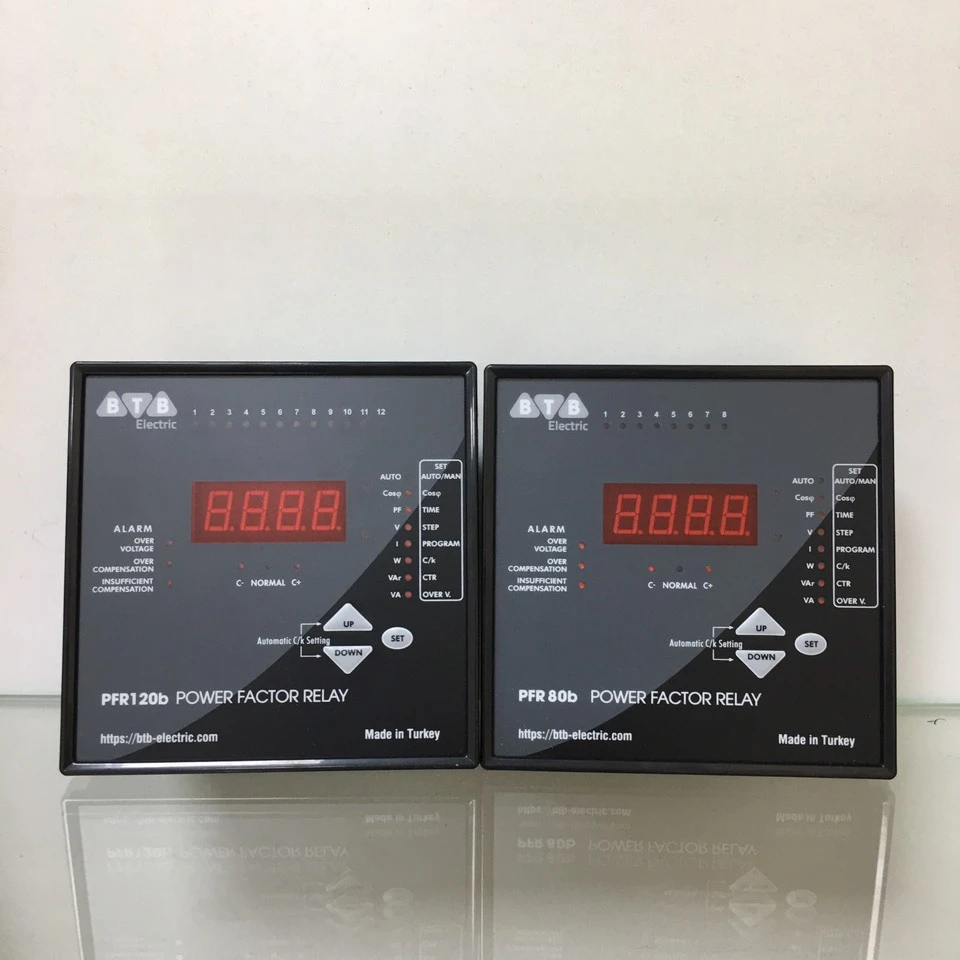 BTB
Electric
1 2 3 4 5 6 7 8 9 10 11 12
8.8.8.8.
ALARM
OVER
VOLTAGE
OVER
COMPENSATION
INSUFFICIENT
COMPENSATION
C- NORMAL C+
AUTO
Cosφ
PF
V
I
W
VAr
VA
SET
AUTO/MAN
Cosφ
TIME
STEP
PROGRAM
C/k
CTR
OVER V.
Automatic C/k Setting
UP
DOWN
SET
PFR120b POWER FACTOR RELAY
https://btb-electric.com
Made in Turkey
BTB
Electric
1 2 3 4 5 6 7 8
8.8.8.8.
ALARM
OVER
VOLTAGE
OVER
COMPENSATION
INSUFFICIENT
COMPENSATION
C- NORMAL C+
AUTO
Cosφ
PF
V
I
W
VAr
VA
SET
AUTO/MAN
Cosφ
TIME
STEP
PROGRAM
C/k
CTR
OVER V.
Automatic C/k Setting
UP
DOWN
SET
PFR 80b POWER FACTOR RELAY
https://btb-electric.com
Made in Turkey